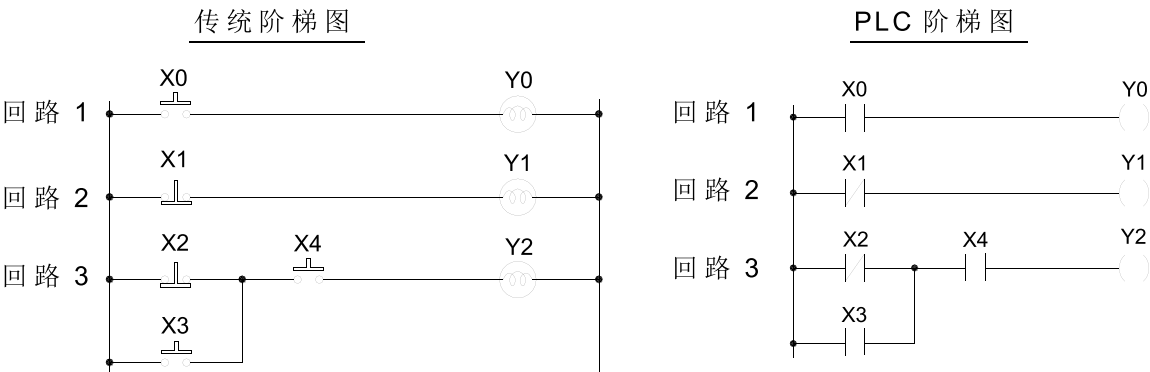 传统阶梯图
X0 Y0
回路 1
X1 Y1
回路 2
X2 X4 Y2
回路 3
X3
PLC 阶梯图
X0 Y0
回路 1
X1 Y1
回路 2
X2 X4 Y2
回路 3
X3